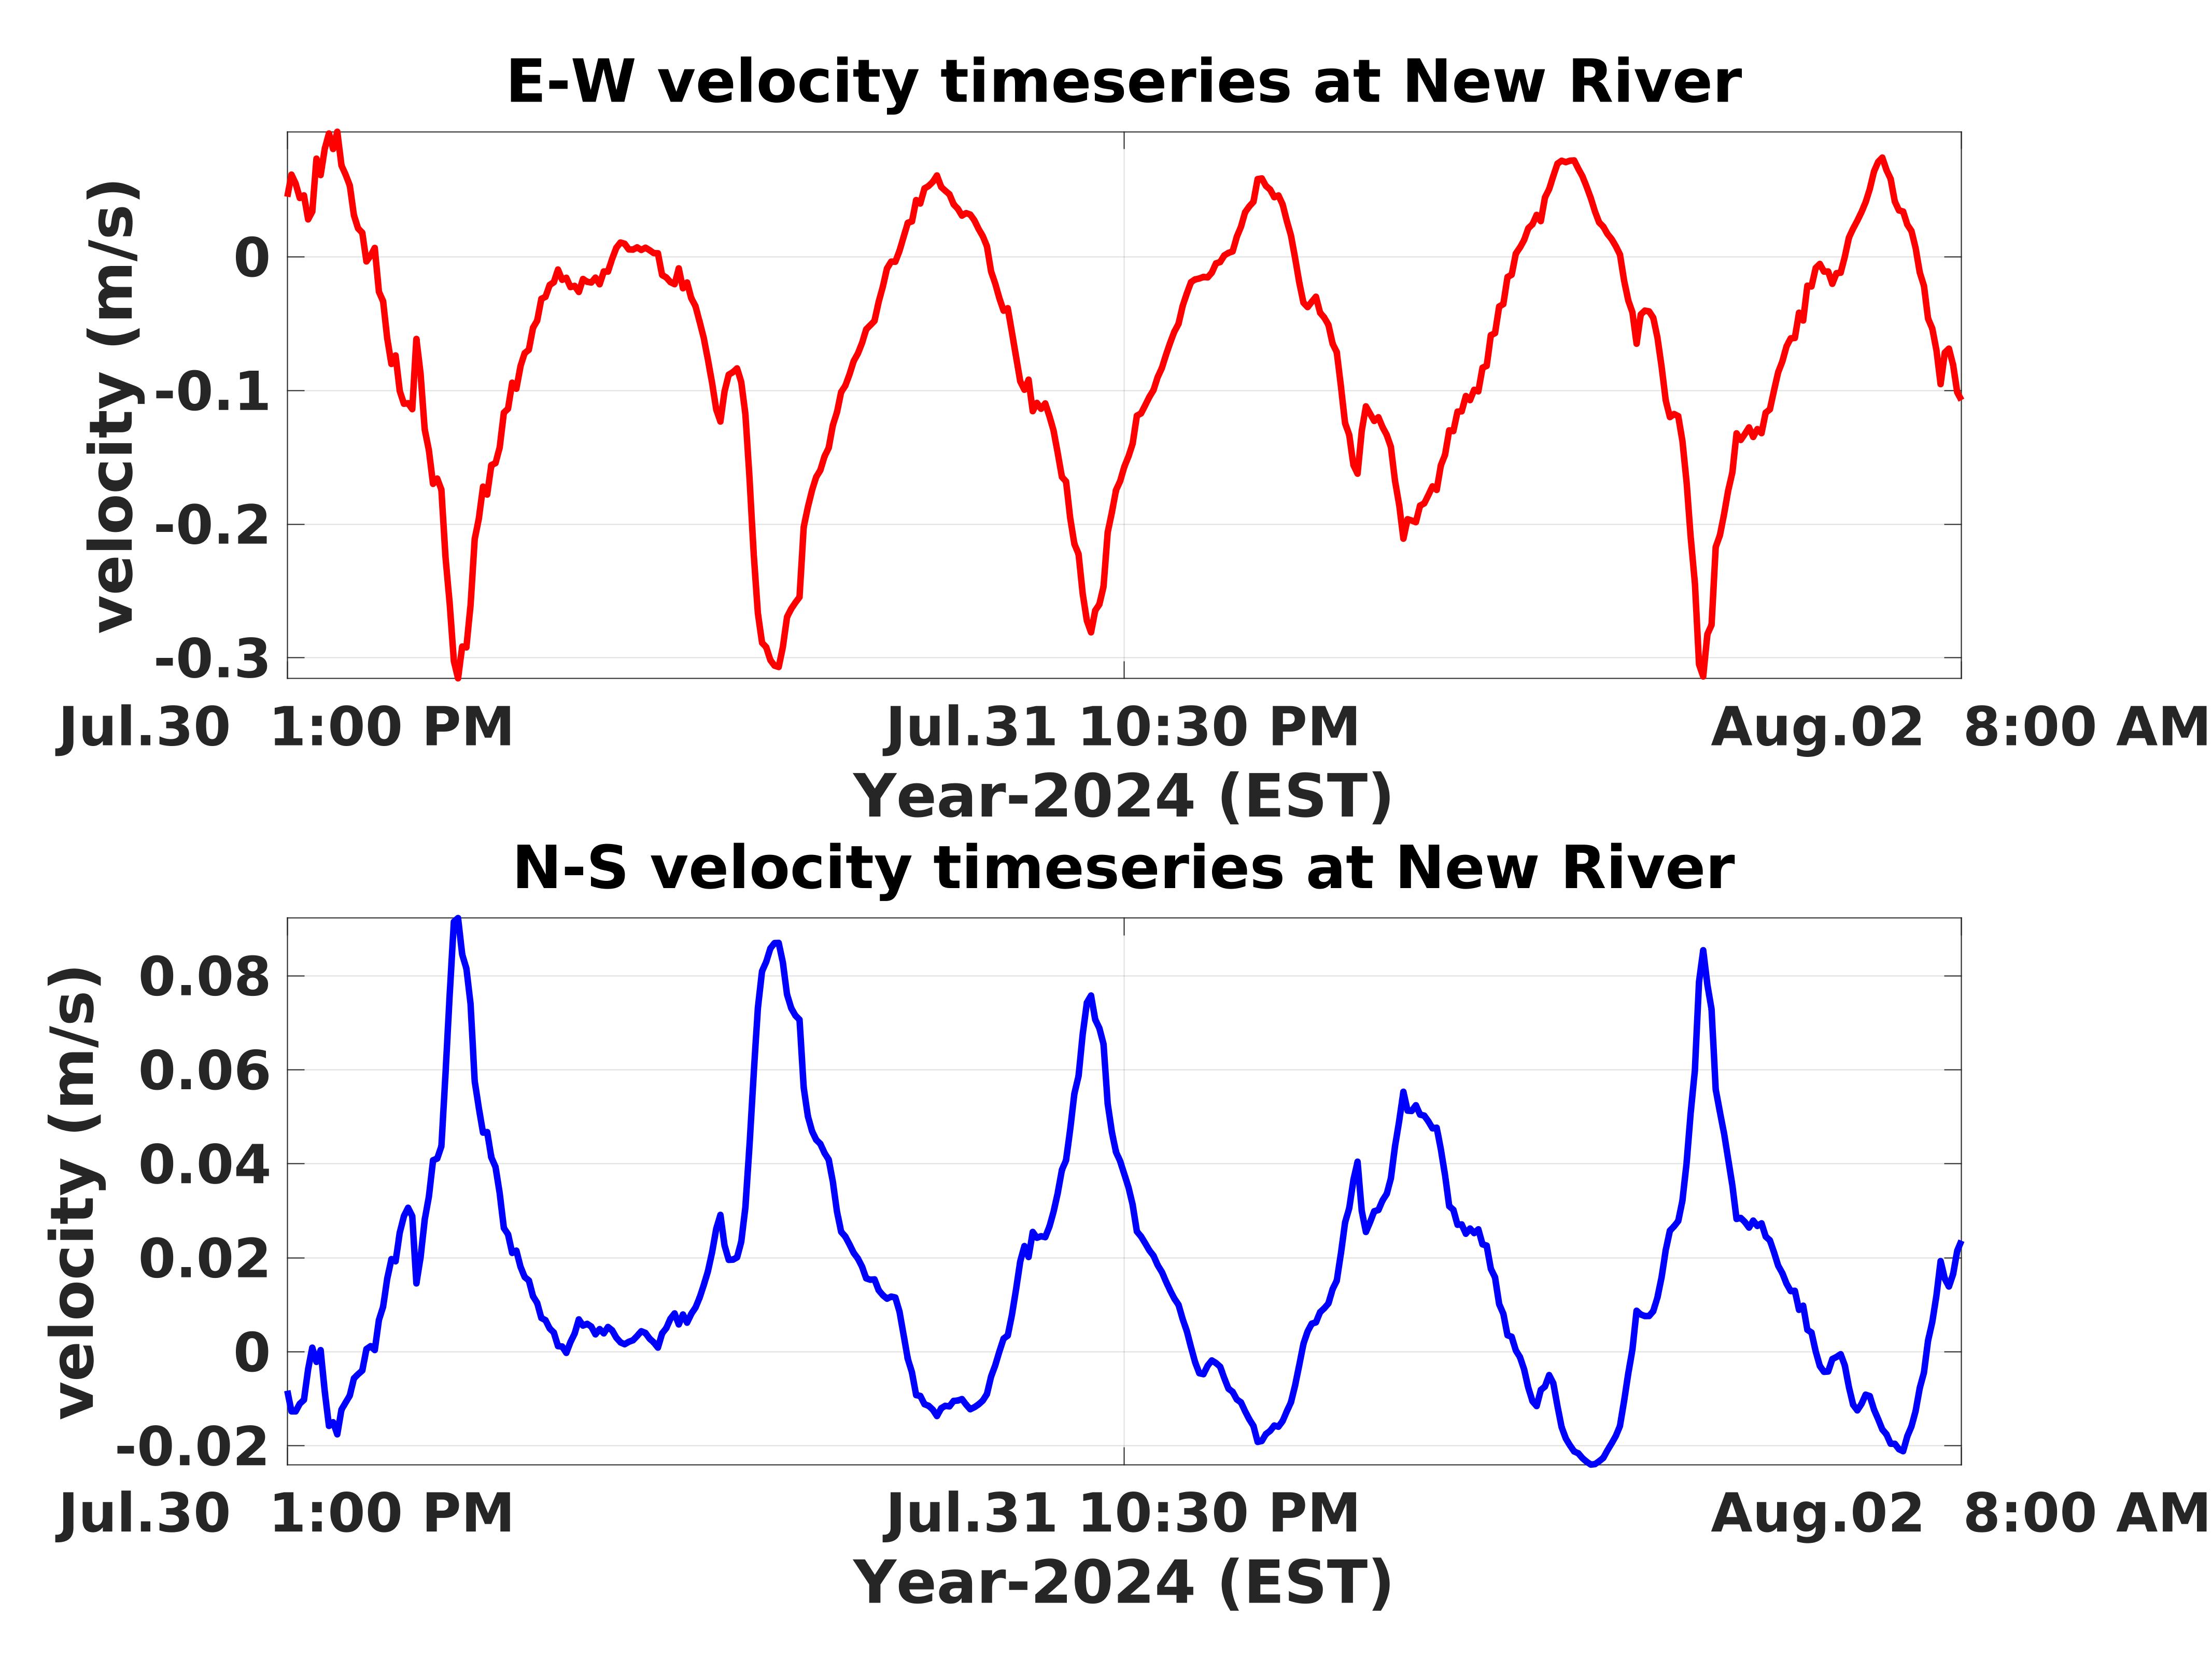 E-W velocity timeseries at New River
velocity (m/s)
0
-0.1
-0.2
-0.3
Jul.30  1:00 PM
Jul.31 10:30 PM
Aug.02  8:00 AM
Year-2024 (EST)
N-S velocity timeseries at New River
velocity (m/s)
0.08
0.06
0.04
0.02
0
-0.02
Jul.30  1:00 PM
Jul.31 10:30 PM
Aug.02  8:00 AM
Year-2024 (EST)